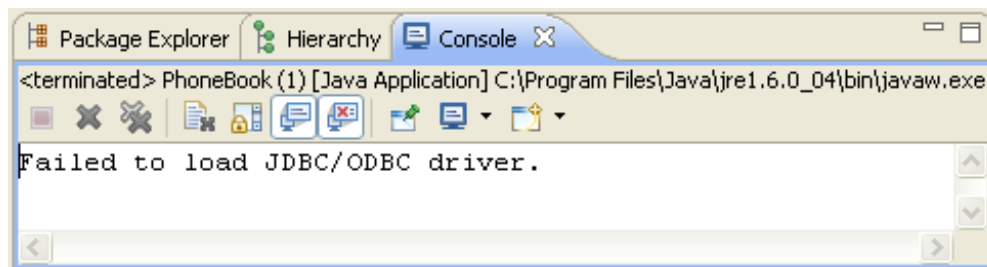 Package Explorer Hierarchy Console
<terminated> PhoneBook (1) [Java Application] C:\Program Files\Java\jre1.6.0_04\bin\javaw.exe
Failed to load JDBC/ODBC driver.